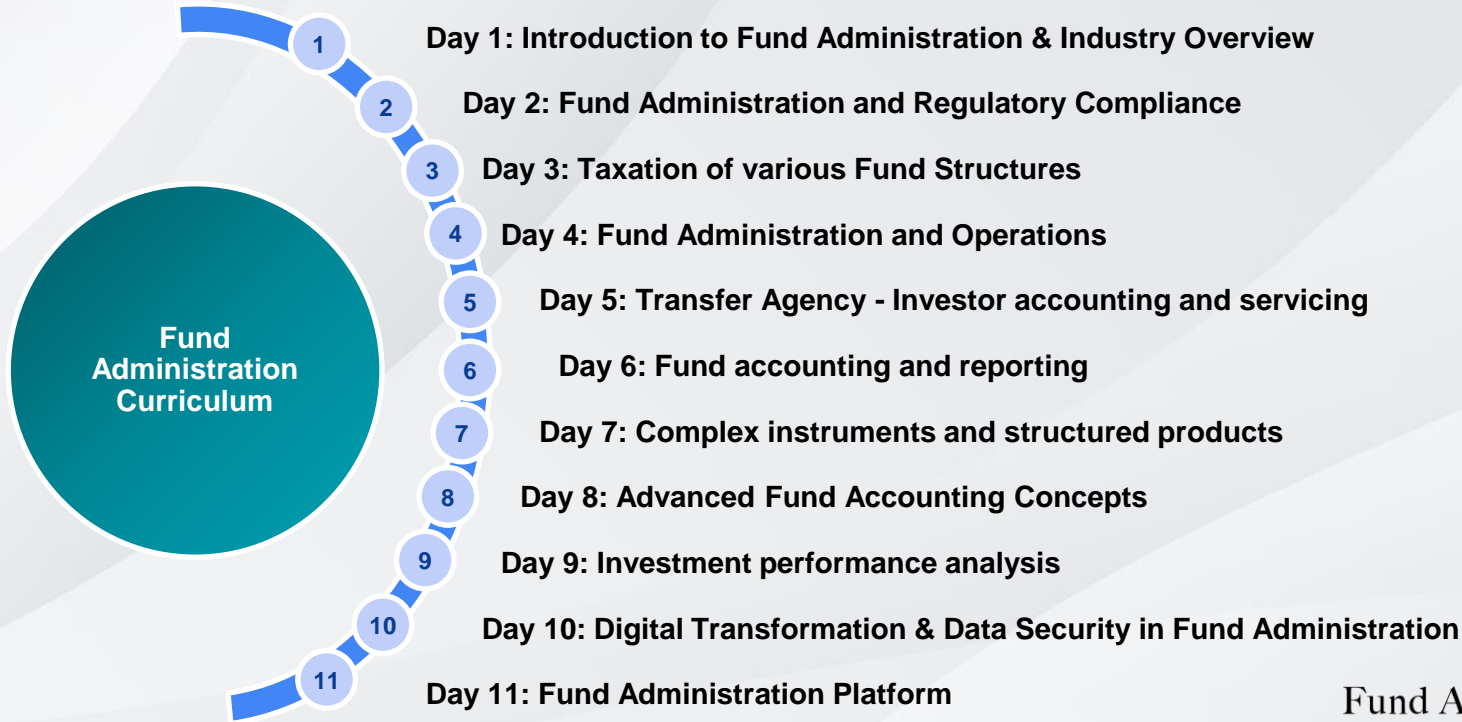 Fund
Administration
Curriculum
1
Day 1: Introduction to Fund Administration & Industry Overview
2
Day 2: Fund Administration and Regulatory Compliance
3
Day 3: Taxation of various Fund Structures
4
Day 4: Fund Administration and Operations
5
Day 5: Transfer Agency - Investor accounting and servicing
6
Day 6: Fund accounting and reporting
7
Day 7: Complex instruments and structured products
8
Day 8: Advanced Fund Accounting Concepts
9
Day 9: Investment performance analysis
10
Day 10: Digital Transformation & Data Security in Fund Administration
11
Day 11: Fund Administration Platform
Fund A